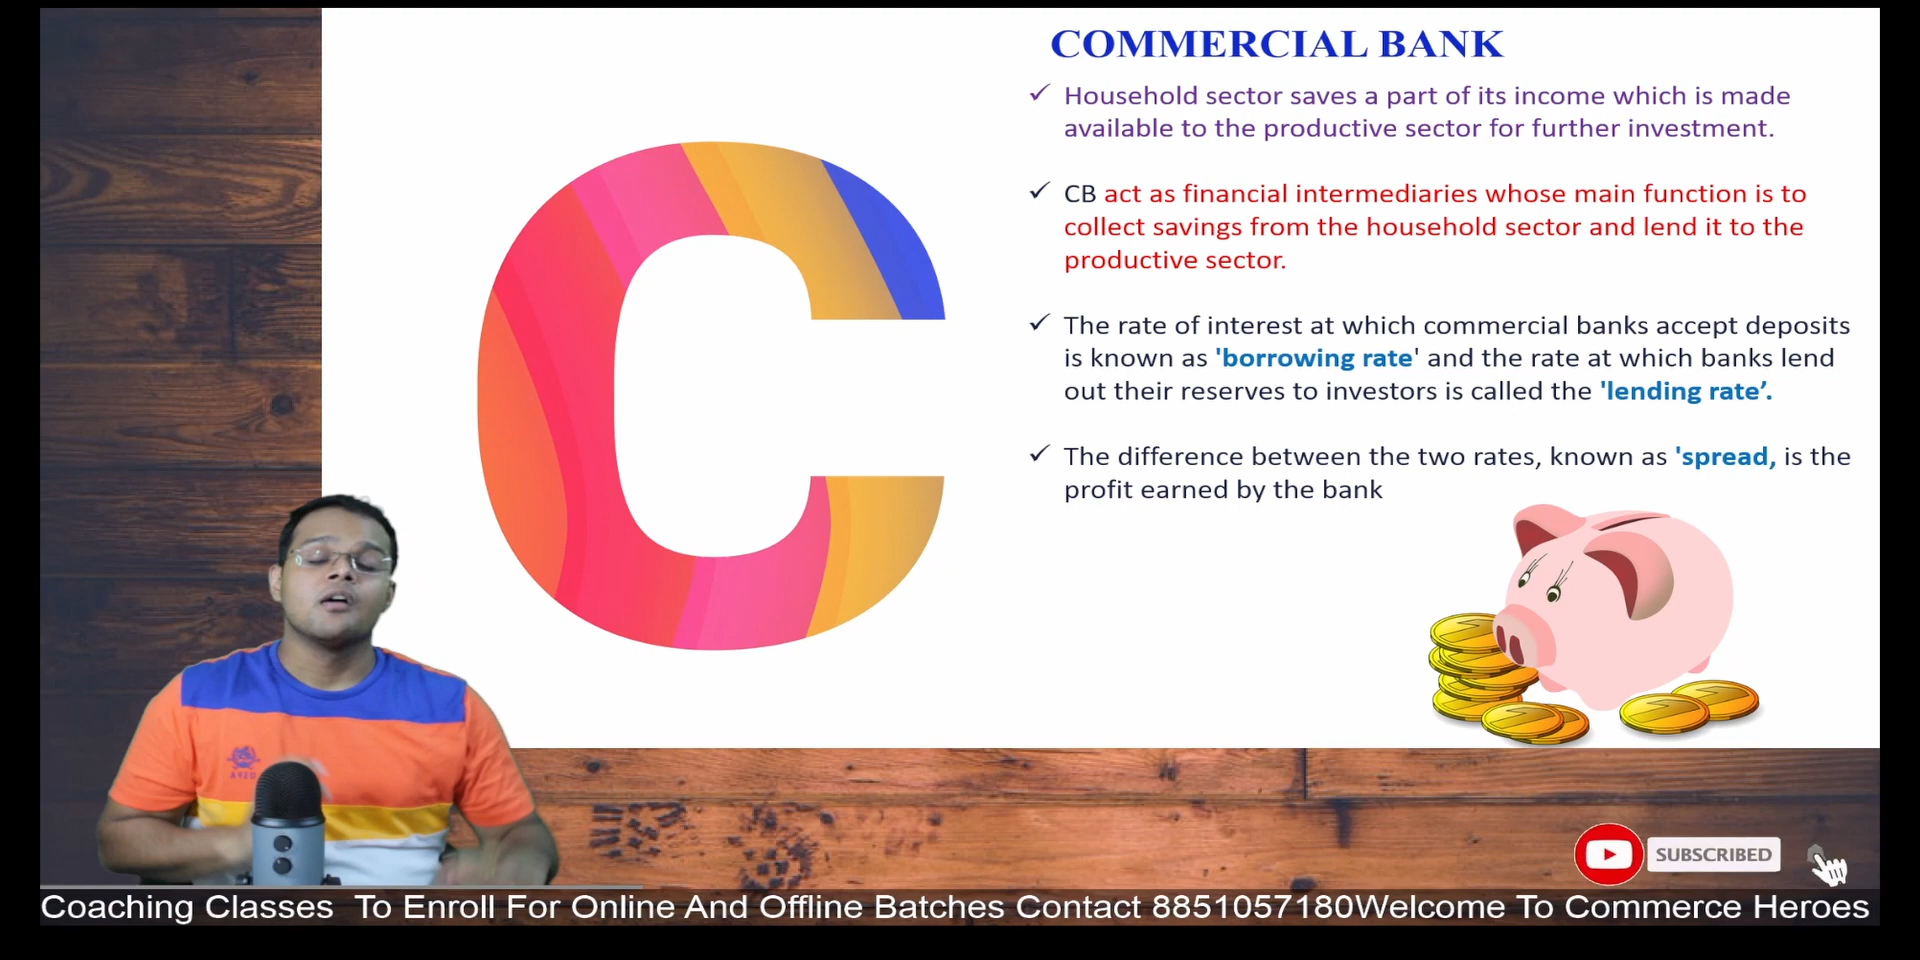 COMMERCIAL BANK
✓ Household sector saves a part of its income which is made
available to the productive sector for further investment.
✓ CB act as financial intermediaries whose main function is to
collect savings from the household sector and lend it to the
productive sector.
✓ The rate of interest at which commercial banks accept deposits
is known as 'borrowing rate' and the rate at which banks lend
out their reserves to investors is called the 'lending rate’.
✓ The difference between the two rates, known as 'spread, is the
profit earned by the bank
C
SUBSCRIBED
Coaching Classes To Enroll For Online And Offline Batches Contact 8851057180Welcome To Commerce Heroes